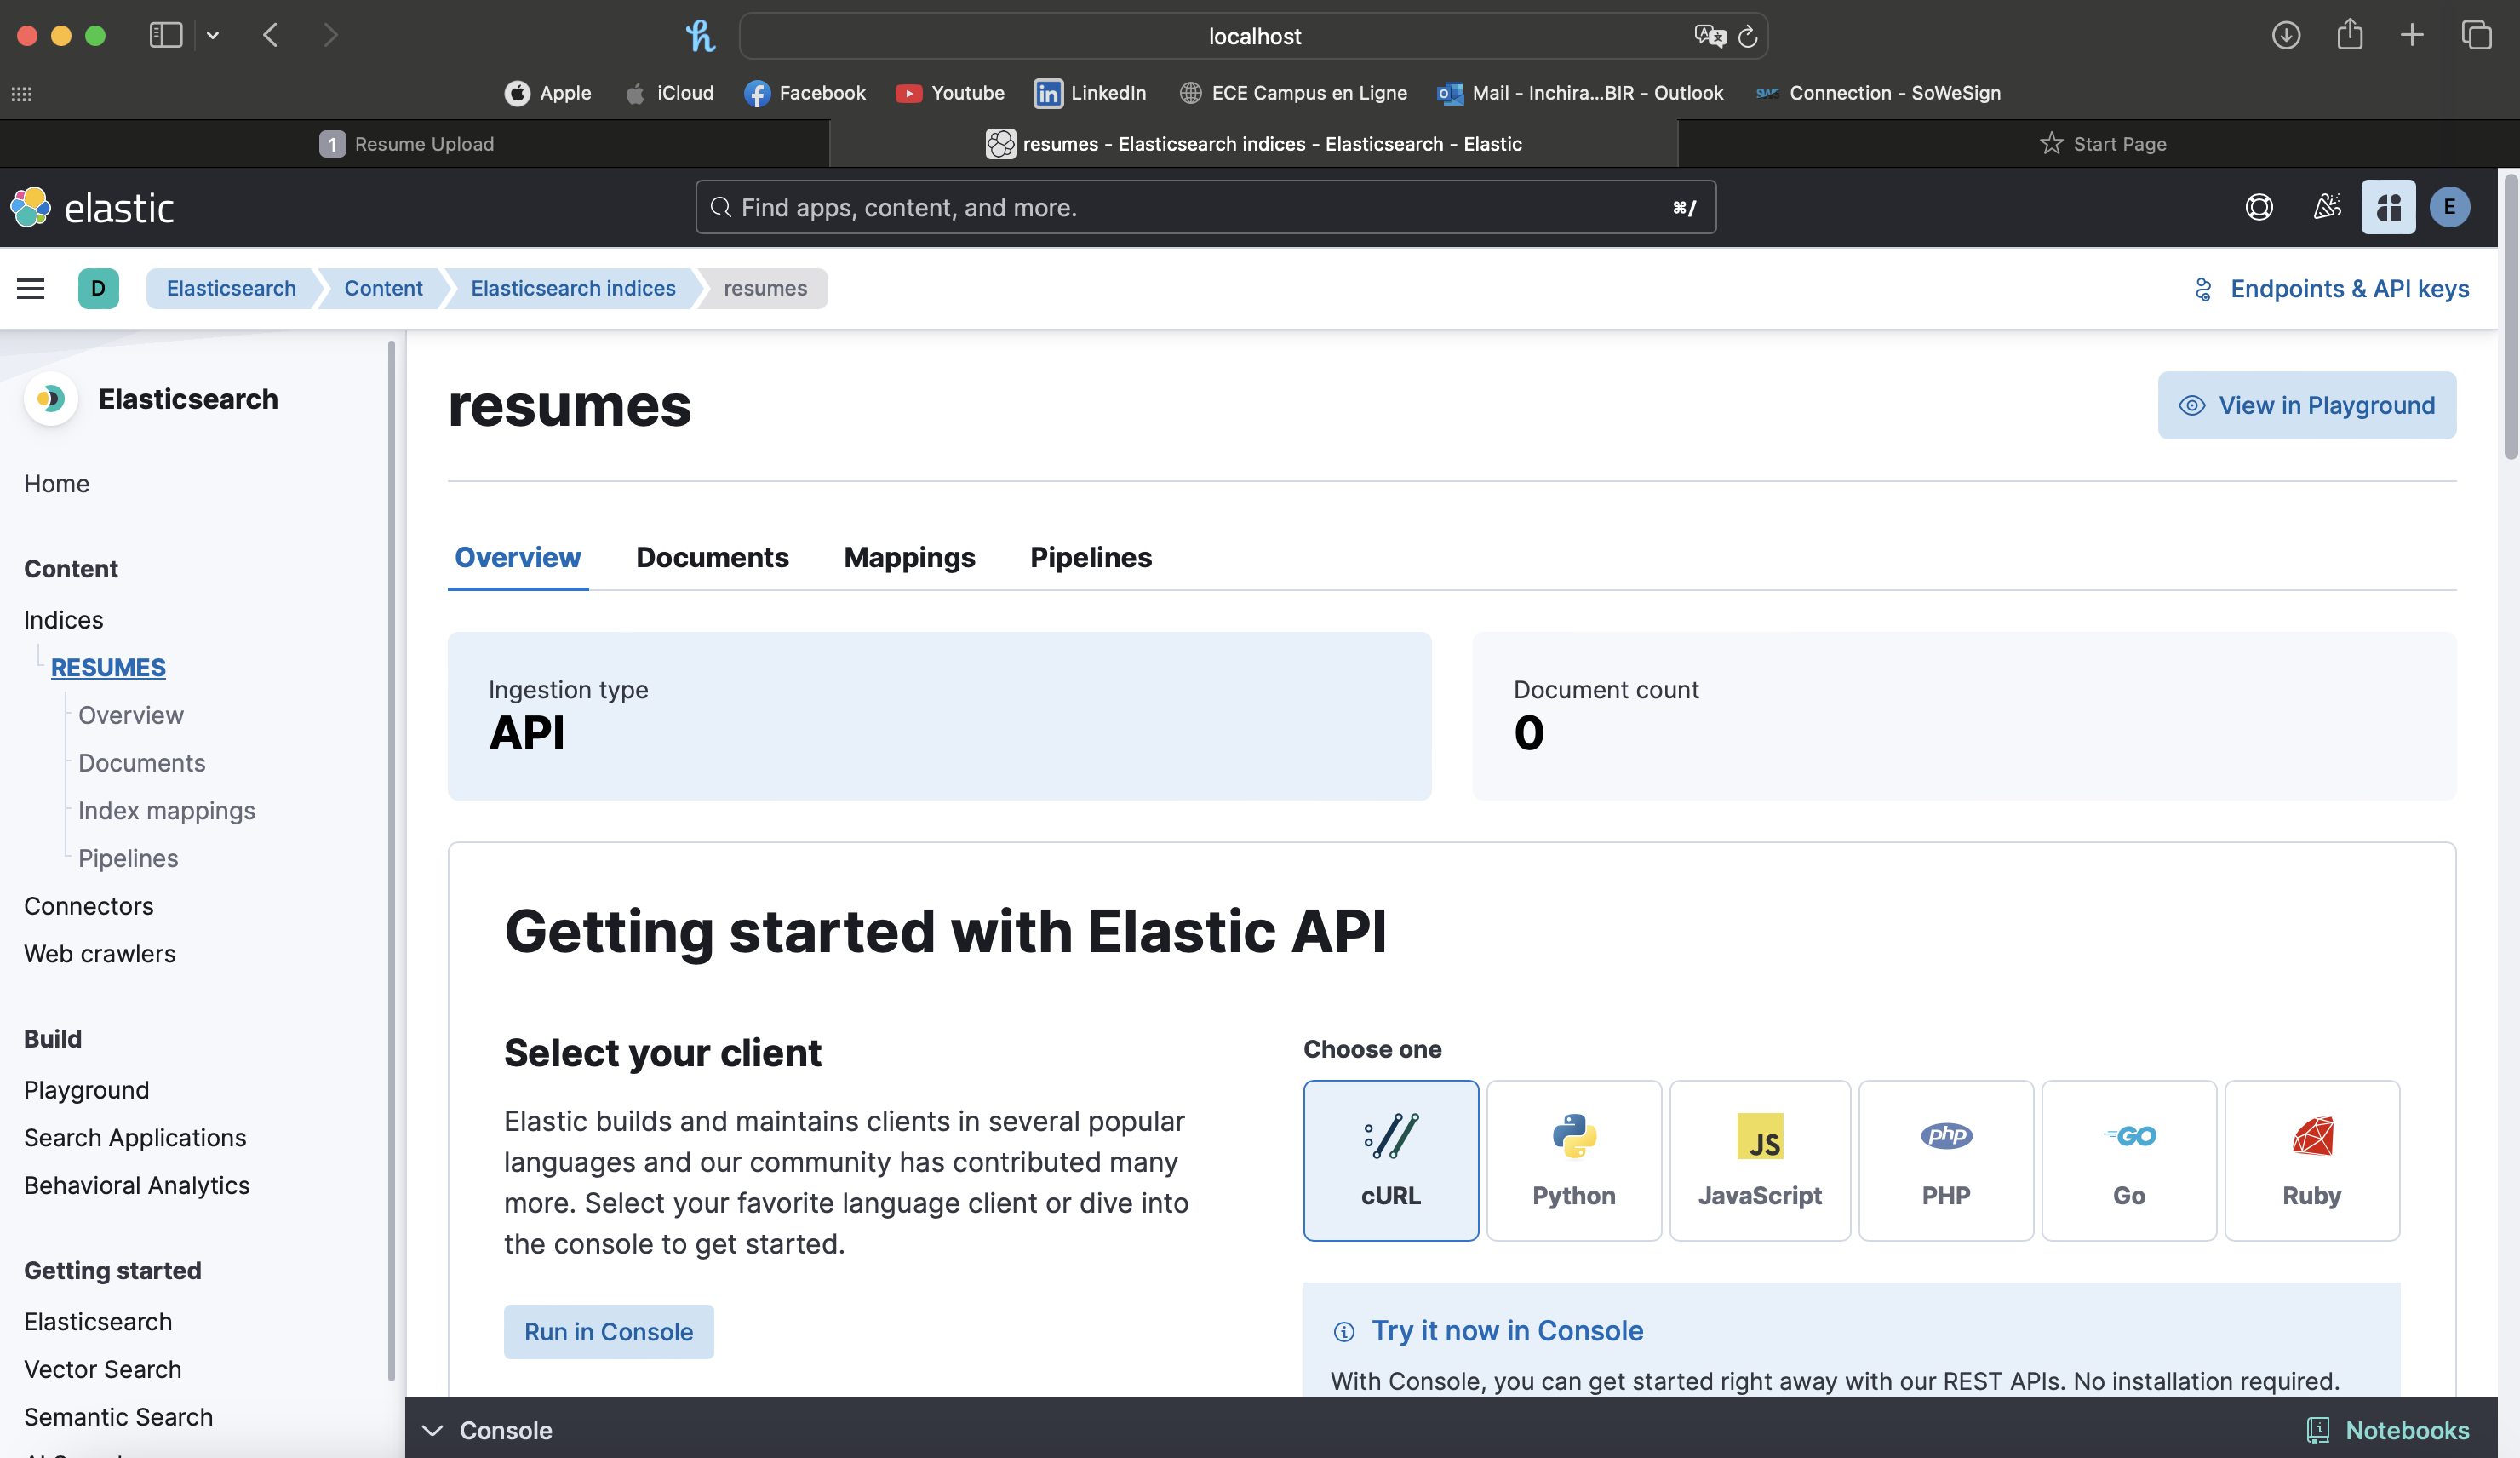 localhost
Apple
iCloud
Facebook
Youtube
LinkedIn
ECE Campus en Ligne
Mail - Inchira...BIR - Outlook
Connection - SoWeSign
1 Resume Upload
resumes - Elasticsearch indices - Elasticsearch - Elastic
Start Page
elastic
Find apps, content, and more.
⌘/
E
D
Elasticsearch
Content
Elasticsearch indices
resumes
Endpoints & API keys
Elasticsearch
Home
Content
Indices
RESUMES
Overview
Documents
Index mappings
Pipelines
Connectors
Web crawlers
Build
Playground
Search Applications
Behavioral Analytics
Getting started
Elasticsearch
Vector Search
Semantic Search
resumes
View in Playground
Overview
Documents
Mappings
Pipelines
Ingestion type
API
Document count
0
Getting started with Elastic API
Select your client
Elastic builds and maintains clients in several popular
languages and our community has contributed many
more. Select your favorite language client or dive into
the console to get started.
Run in Console
Choose one
cURL
Python
JS
JavaScript
php
PHP
GO
Go
Ruby
Try it now in Console
With Console, you can get started right away with our REST APIs. No installation required.
Console
Notebooks